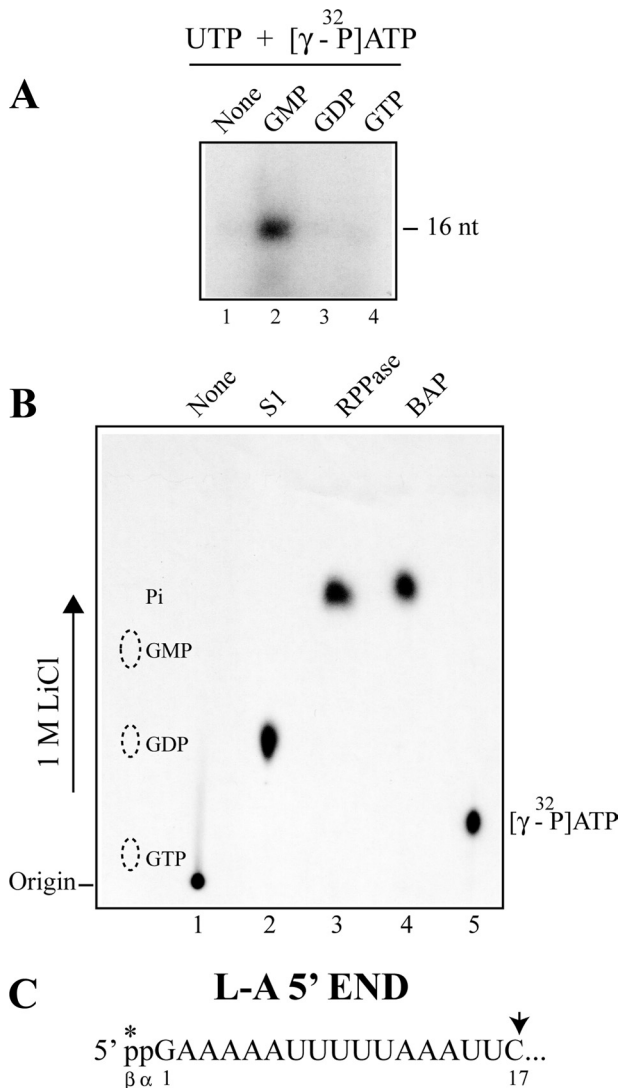 UTP + [γ-³²P]ATP
A
None GMP GDP GTP
16 nt
1 2 3 4
B
None S1 RPPase BAP
Pi
GMP
1 M LiCl
GDP
[γ-³²P]ATP
GTP
Origin
1 2 3 4 5
C L-A 5’ END
*
5’ ppGAAAAAUUUUUAAAUUC...
β α 1 17